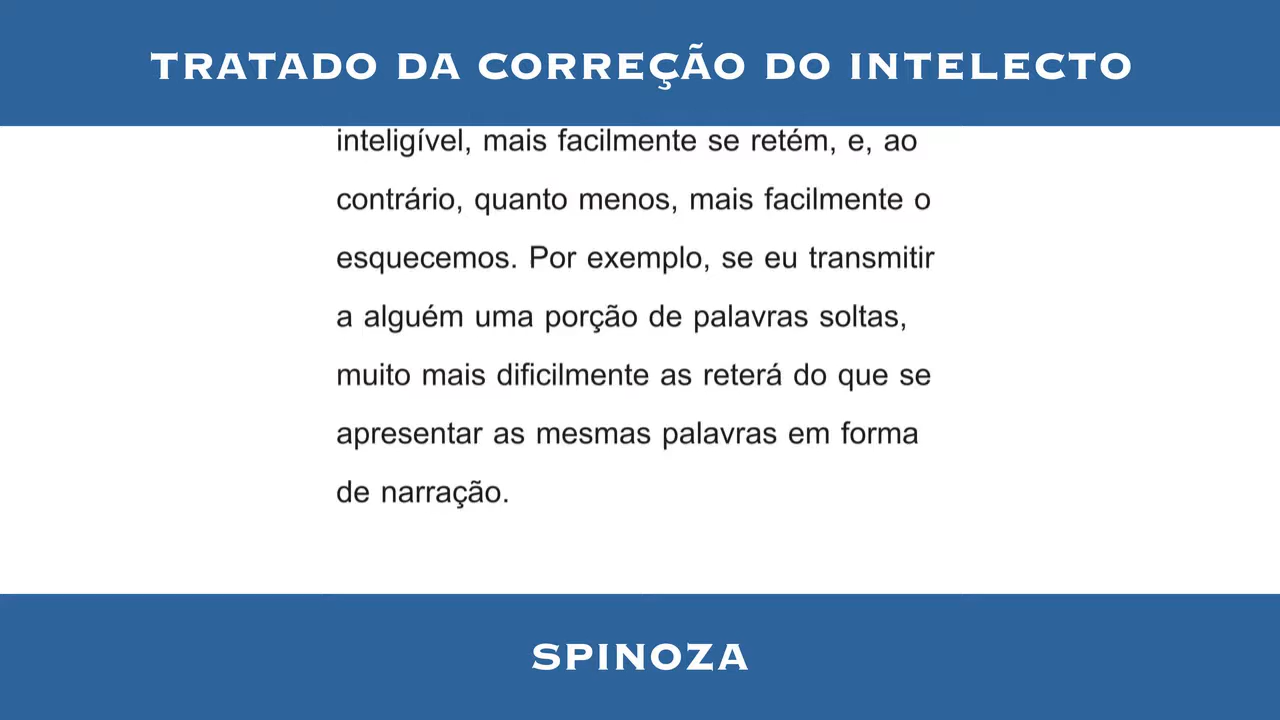 TRATADO DA CORREÇÃO DO INTELECTO
inteligível, mais facilmente se retém, e, ao
contrário, quanto menos, mais facilmente o
esquecemos. Por exemplo, se eu transmitir
a alguém uma porção de palavras soltas,
muito mais dificilmente as reterá do que se
apresentar as mesmas palavras em forma
de narração.
SPINOZA